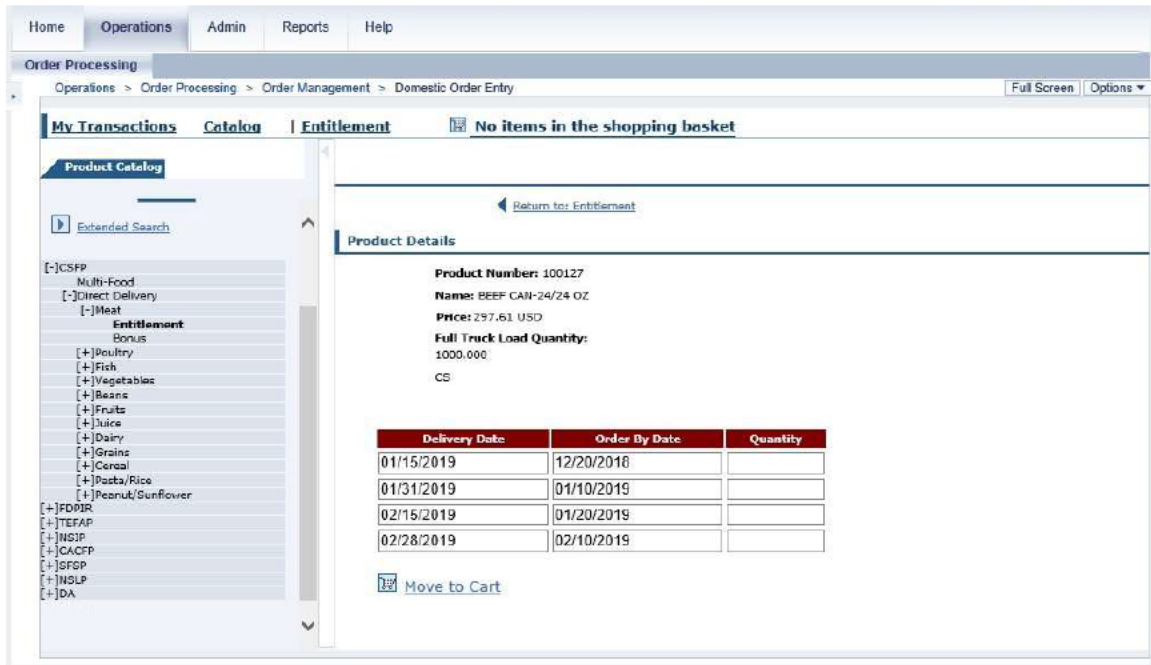 Home Operations Admin Reports Help
Order Processing
Operations > Order Processing > Order Management > Domestic Order Entry Full Screen Options
My Transactions Catalog | Entitlement No items in the shopping basket
Product Catalog
Return to: Entitlement
Extended Search
Product Details
[-]CSFP
Multi-Food
[-]Direct Delivery
[-]Meat
Entitlement
Bonus
[+]Poultry
[+]Fish
[+]Vegetables
[+]Beans
[+]Fruits
[+]Juice
[+]Dairy
[+]Grains
[+]Cereal
[+]Pasta/Rice
[+]Peanut/Sunflower
[+]FDPIR
[+]TEFAP
[+]NSIP
[+]CACFP
[+]SFSP
[+]NSLP
[+]DA
Product Number: 100127
Name: BEEF CAN-24/24 OZ
Price: 297.61 USD
Full Truck Load Quantity:
1000.000
CS
Delivery Date Order By Date Quantity
01/15/2019 12/20/2018
01/31/2019 01/10/2019
02/15/2019 01/20/2019
02/28/2019 02/10/2019
Move to Cart